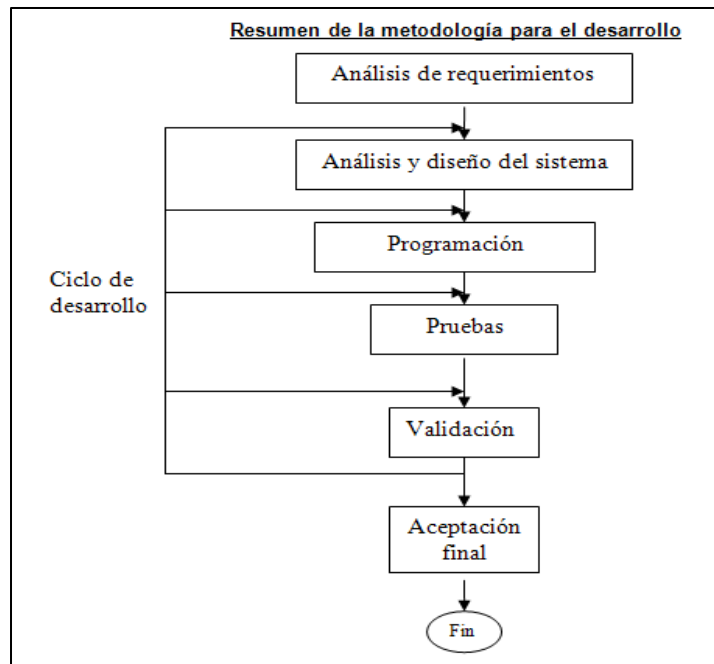 Resumen de la metodología para el desarrollo
Análisis de requerimientos
Análisis y diseño del sistema
Programación
Ciclo de
desarrollo
Pruebas
Validación
Aceptación
final
Fin